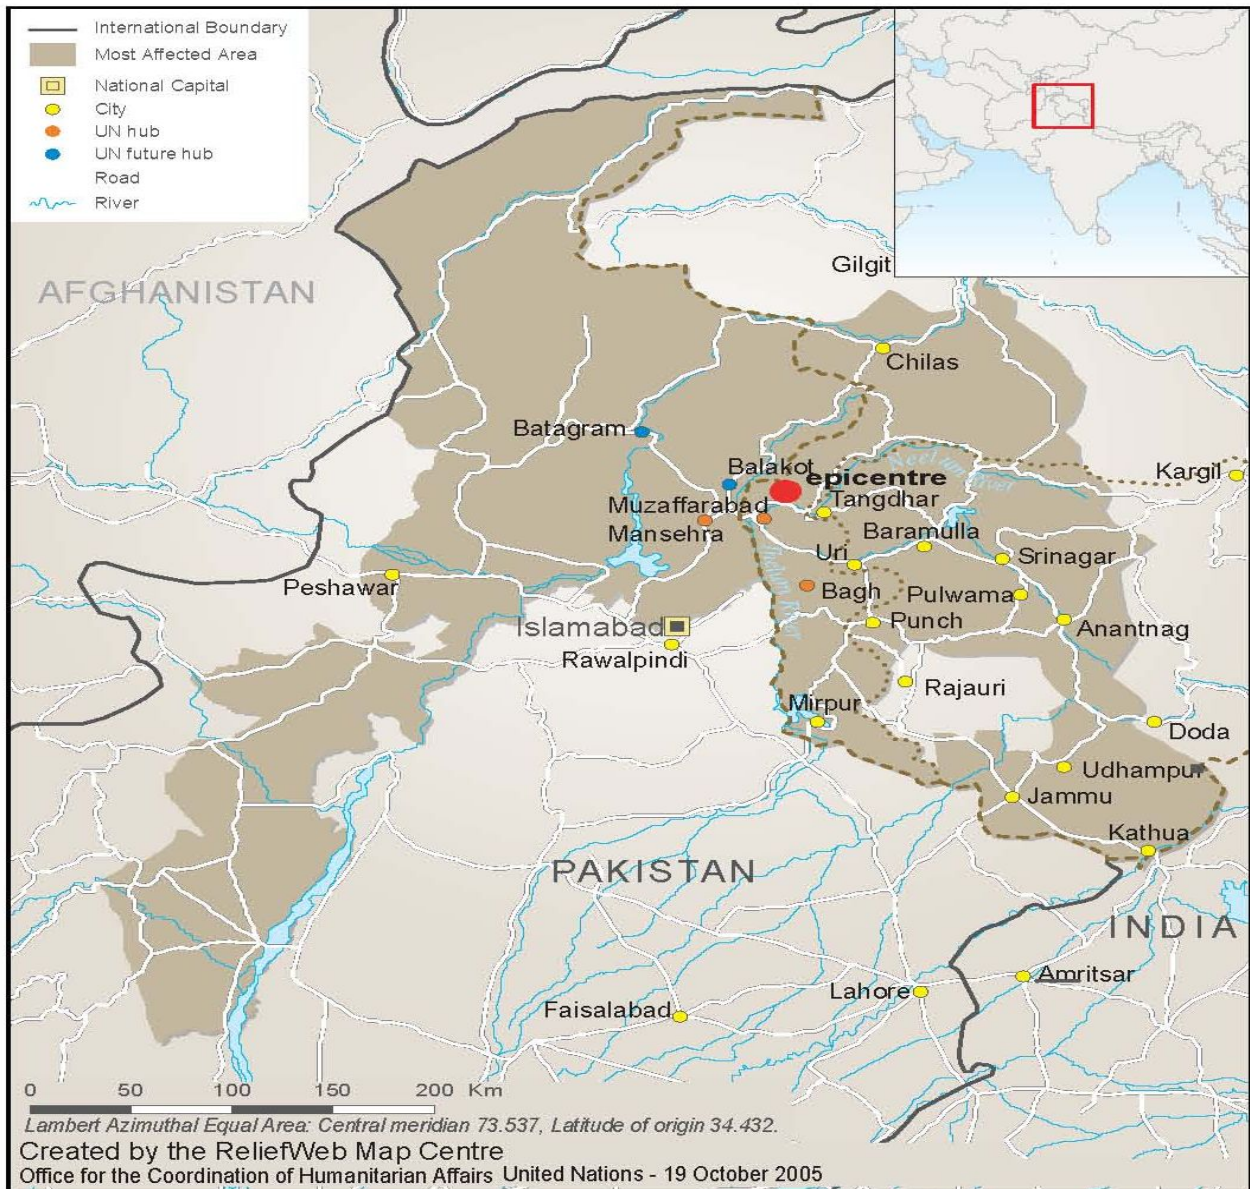 International Boundary
Most Affected Area
National Capital
City
UN hub
UN future hub
Road
River
AFGHANISTAN
Gilgit
Chilas
Batagram
Balakot
epicentre
Neelum River
Kargil
Muzaffarabad
Tangdhar
Mansehra
Baramulla
Uri
Srinagar
Peshawar
Jhelum River
Bagh
Pulwama
Islamabad
Punch
Anantnag
Rawalpindi
Rajauri
Mirpur
Doda
Udhampur
Jammu
Kathua
PAKISTAN
INDIA
Amritsar
Lahore
Faisalabad
0 50 100 150 200 Km
Lambert Azimuthal Equal Area: Central meridian 73.537, Latitude of origin 34.432.
Created by the ReliefWeb Map Centre
Office for the Coordination of Humanitarian Affairs United Nations - 19 October 2005